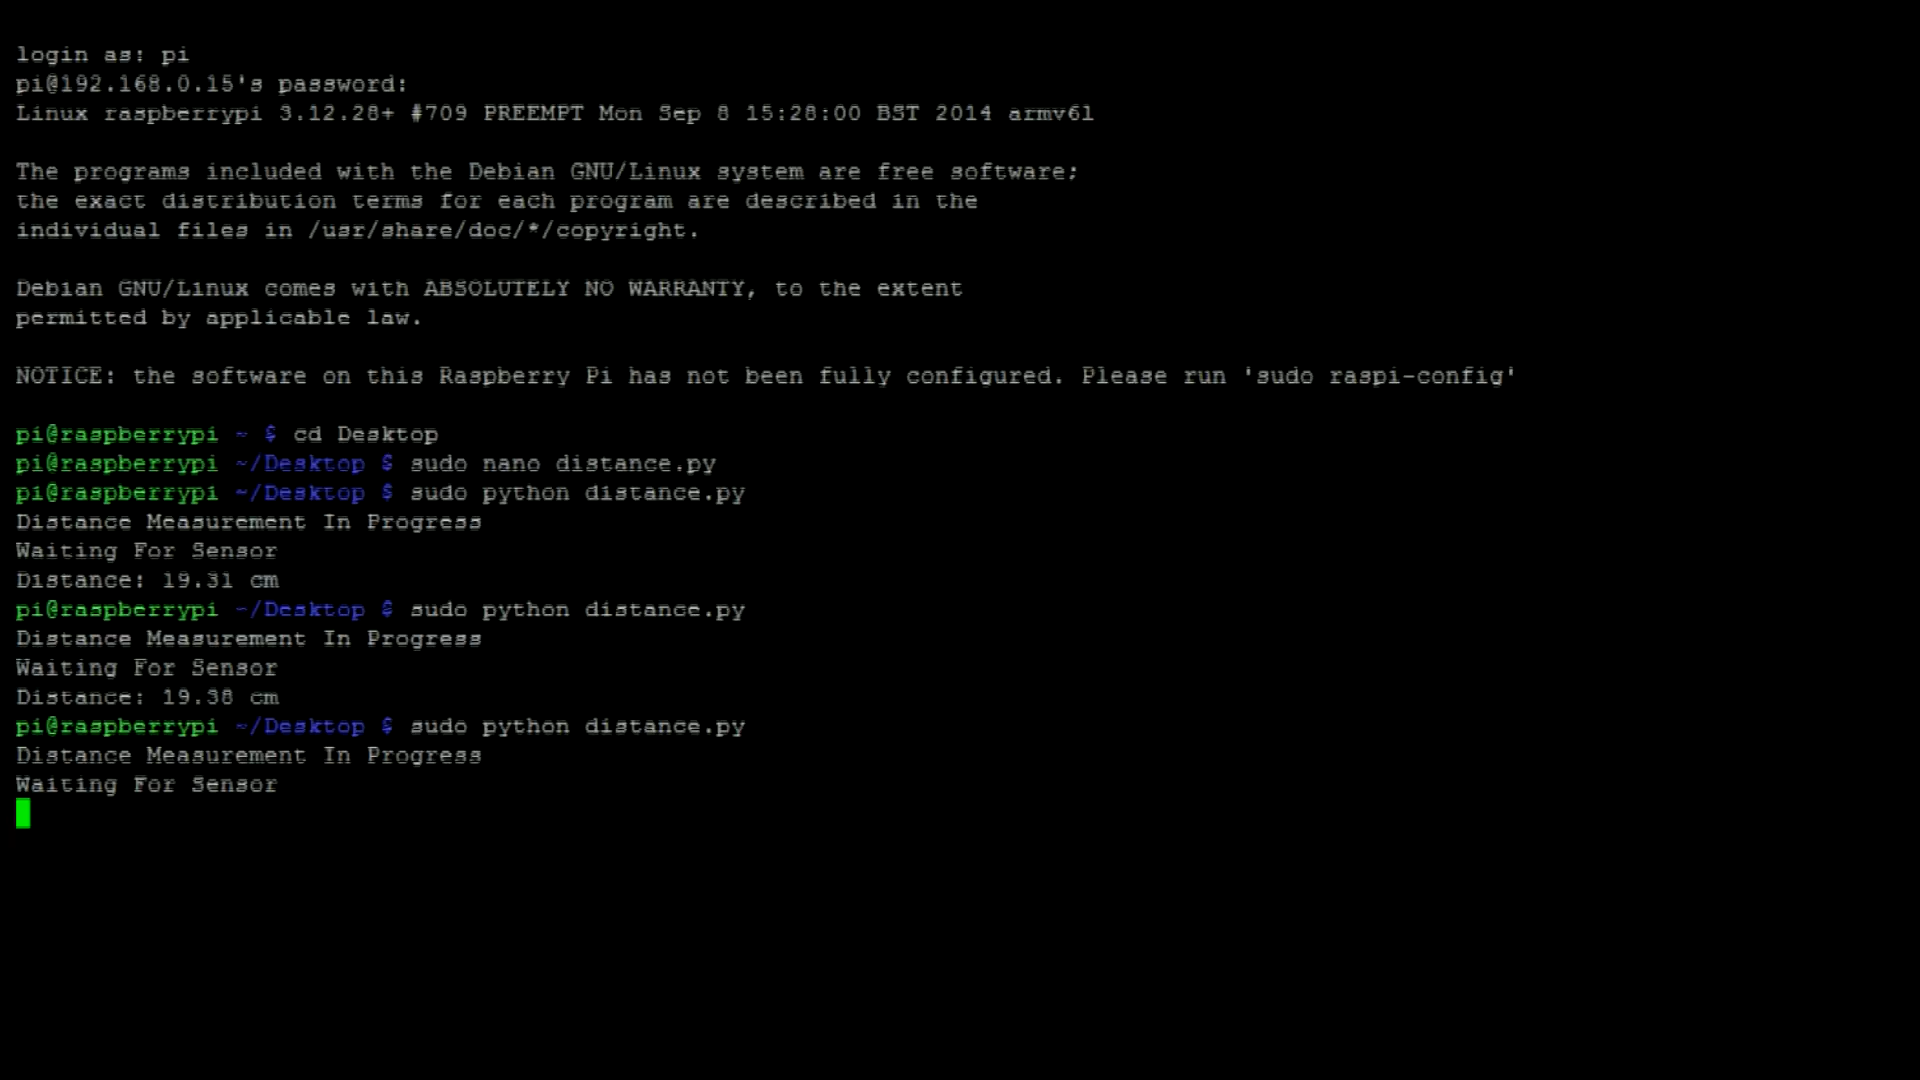 login as: pi
pi@192.168.0.15's password:
Linux raspberrypi 3.12.28+ #709 PREEMPT Mon Sep 8 15:28:00 BST 2014 armv6l
The programs included with the Debian GNU/Linux system are free software;
the exact distribution terms for each program are described in the
individual files in /usr/share/doc/*/copyright.
Debian GNU/Linux comes with ABSOLUTELY NO WARRANTY, to the extent
permitted by applicable law.
NOTICE: the software on this Raspberry Pi has not been fully configured. Please run 'sudo raspi-config'
pi@raspberrypi ~ $ cd Desktop
pi@raspberrypi ~/Desktop $ sudo nano distance.py
pi@raspberrypi ~/Desktop $ sudo python distance.py
Distance Measurement In Progress
Waiting For Sensor
Distance: 19.31 cm
pi@raspberrypi ~/Desktop $ sudo python distance.py
Distance Measurement In Progress
Waiting For Sensor
Distance: 19.38 cm
pi@raspberrypi ~/Desktop $ sudo python distance.py
Distance Measurement In Progress
Waiting For Sensor